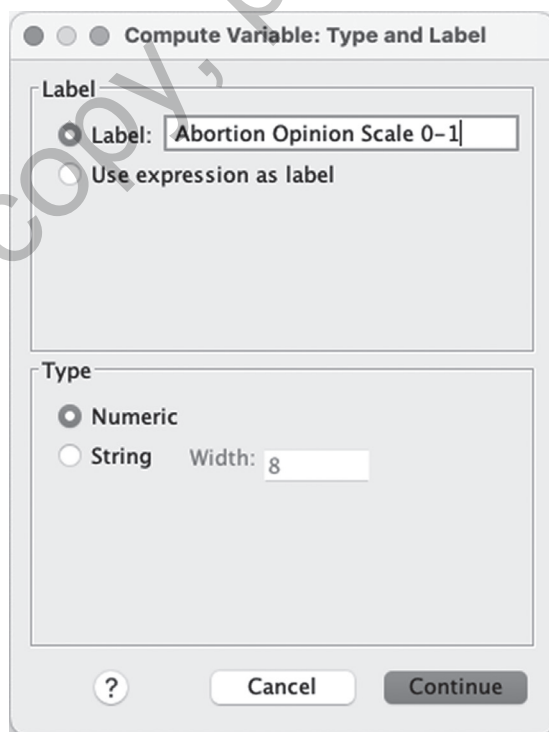 Compute Variable: Type and Label
Label
Label: Abortion Opinion Scale 0–1
Use expression as label
Type
Numeric
String Width: 8
? Cancel Continue
copy,